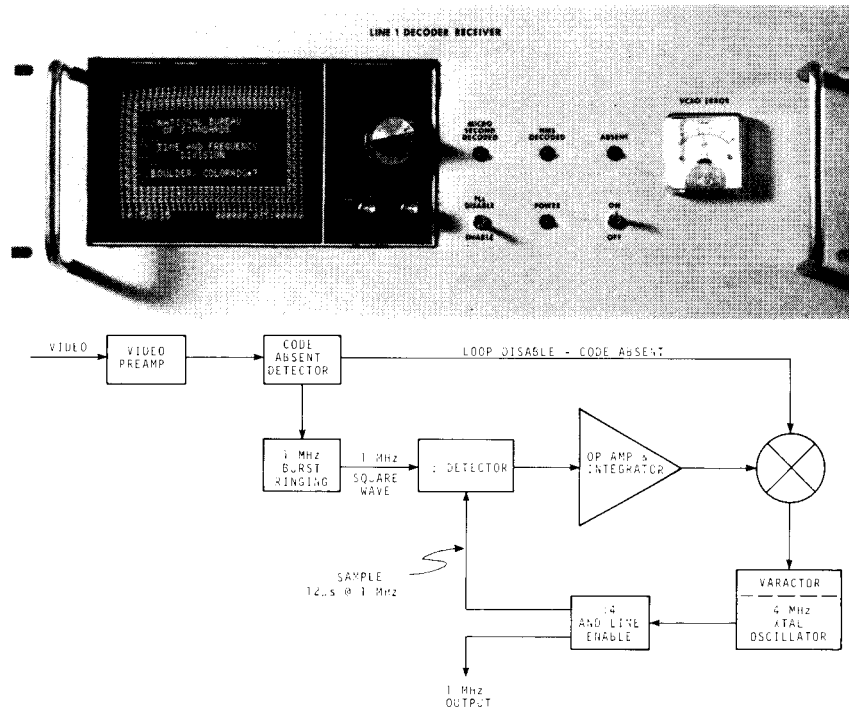 LINE 1 DECODER RECEIVER
NATIONAL BUREAU
OF STANDARDS
TIME AND FREQUENCY
DIVISION
BOULDER,
MICRO
SECOND
DECODED
DECODED
ABSENT
VCXO ERROR
DISABLE
ENABLE
POWER
ON
OFF
VIDEO
VIDEO
PREAMP
CODE
ABSENT
DETECTOR
LOOP DISABLE - CODE ABSENT
1 MHz
BURST
RINGING
1 MHz
SQUARE
WAVE
DETECTOR
OP AMP &
INTEGRATOR
SAMPLE
12μs @ 1 MHz
÷4
AND LINE
ENABLE
VARACTOR
4 MHz
XTAL
OSCILLATOR
1 MHz
OUTPUT